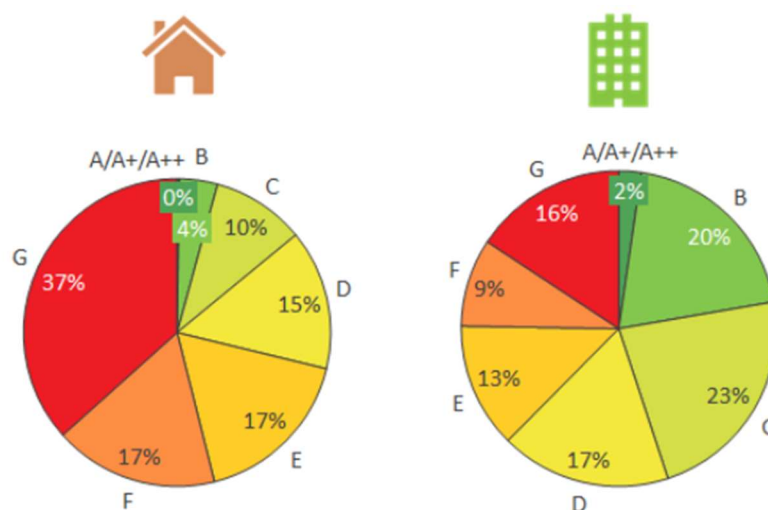 A/A+/A++ B
C
D
E
F
G
0%
4%
10%
15%
17%
17%
37%
A/A+/A++
B
C
D
E
F
G
2%
20%
23%
17%
13%
9%
16%